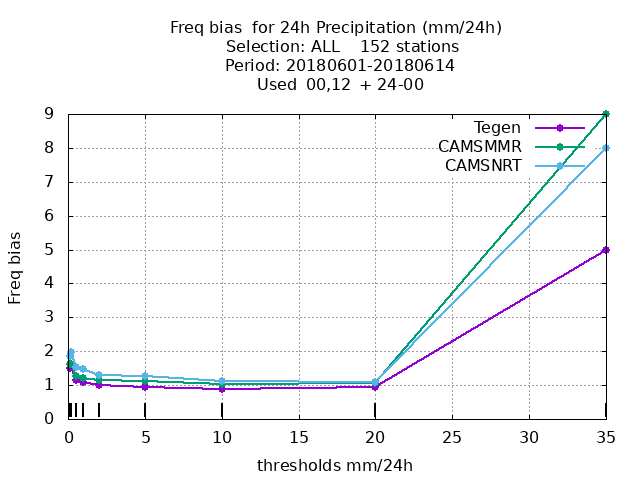 Freq bias  for 24h Precipitation (mm/24h)
Selection: ALL    152 stations
Period: 20180601-20180614
Used  00,12  + 24-00
Tegen
CAMSMMR
CAMSNRT
9
8
7
6
5
4
3
2
1
0
Freq bias
0 5 10 15 20 25 30 35
thresholds mm/24h